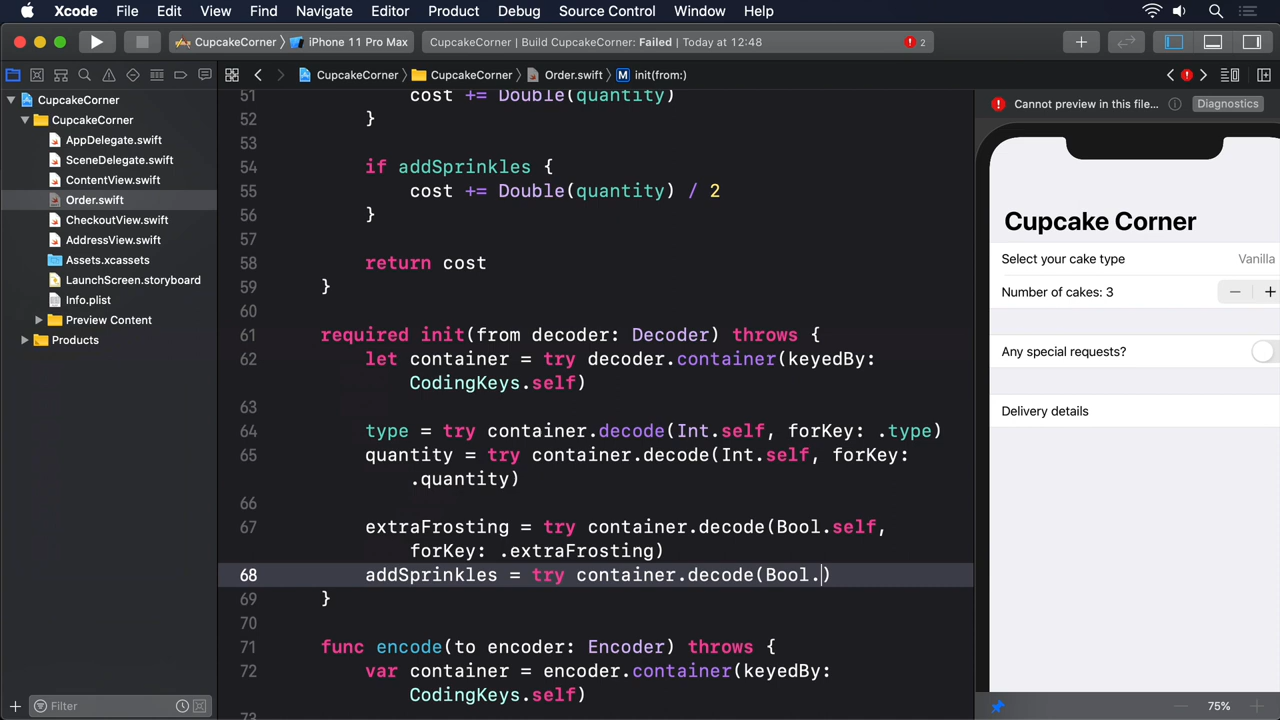 Xcode File Edit View Find Navigate Editor Product Debug Source Control Window Help
CupcakeCorner iPhone 11 Pro Max CupcakeCorner | Build CupcakeCorner: Failed | Today at 12:48 2
CupcakeCorner CupcakeCorner Order.swift M init(from:)
CupcakeCorner
CupcakeCorner
AppDelegate.swift
SceneDelegate.swift
ContentView.swift
Order.swift
CheckoutView.swift
AddressView.swift
Assets.xcassets
LaunchScreen.storyboard
Info.plist
Preview Content
Products
Filter
51 cost += Double(quantity)
52 }
53
54 if addSprinkles {
55 cost += Double(quantity) / 2
56 }
57
58 return cost
59 }
60
61 required init(from decoder: Decoder) throws {
62 let container = try decoder.container(keyedBy:
CodingKeys.self)
63
64 type = try container.decode(Int.self, forKey: .type)
65 quantity = try container.decode(Int.self, forKey:
.quantity)
66
67 extraFrosting = try container.decode(Bool.self,
forKey: .extraFrosting)
68 addSprinkles = try container.decode(Bool.)
69 }
70
71 func encode(to encoder: Encoder) throws {
72 var container = encoder.container(keyedBy:
CodingKeys.self)
73
Cannot preview in this file... Diagnostics
Cupcake Corner
Select your cake type Vanilla
Number of cakes: 3
Any special requests?
Delivery details
75%